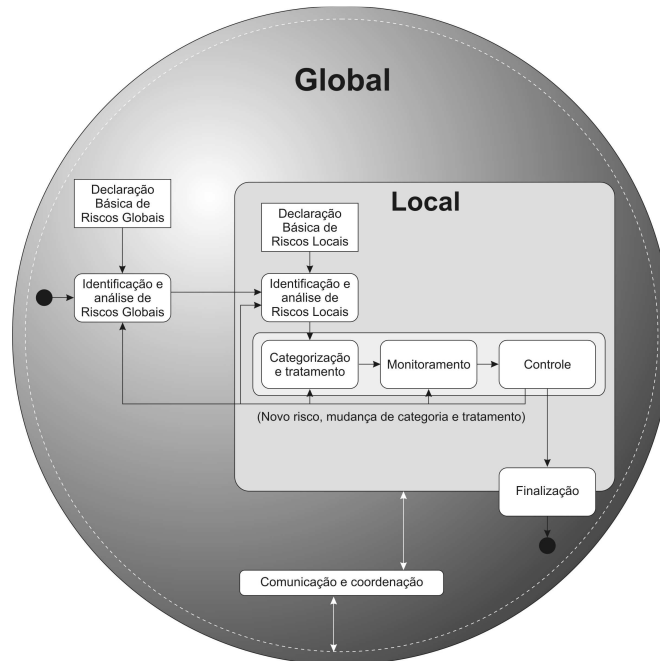 Global
Declaração
Básica de
Riscos Globais
Local
Declaração
Básica de
Riscos Locais
Identificação e
análise de
Riscos Globais
Identificação e
análise de
Riscos Locais
Categorização
e tratamento
Monitoramento
Controle
(Novo risco, mudança de categoria e tratamento)
Finalização
Comunicação e coordenação